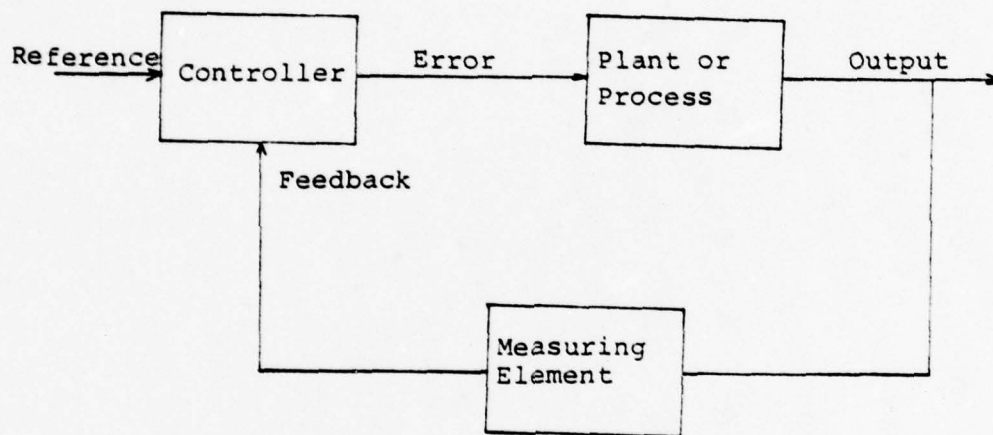 Reference
Controller
Error
Plant or
Process
Output
Feedback
Measuring
Element